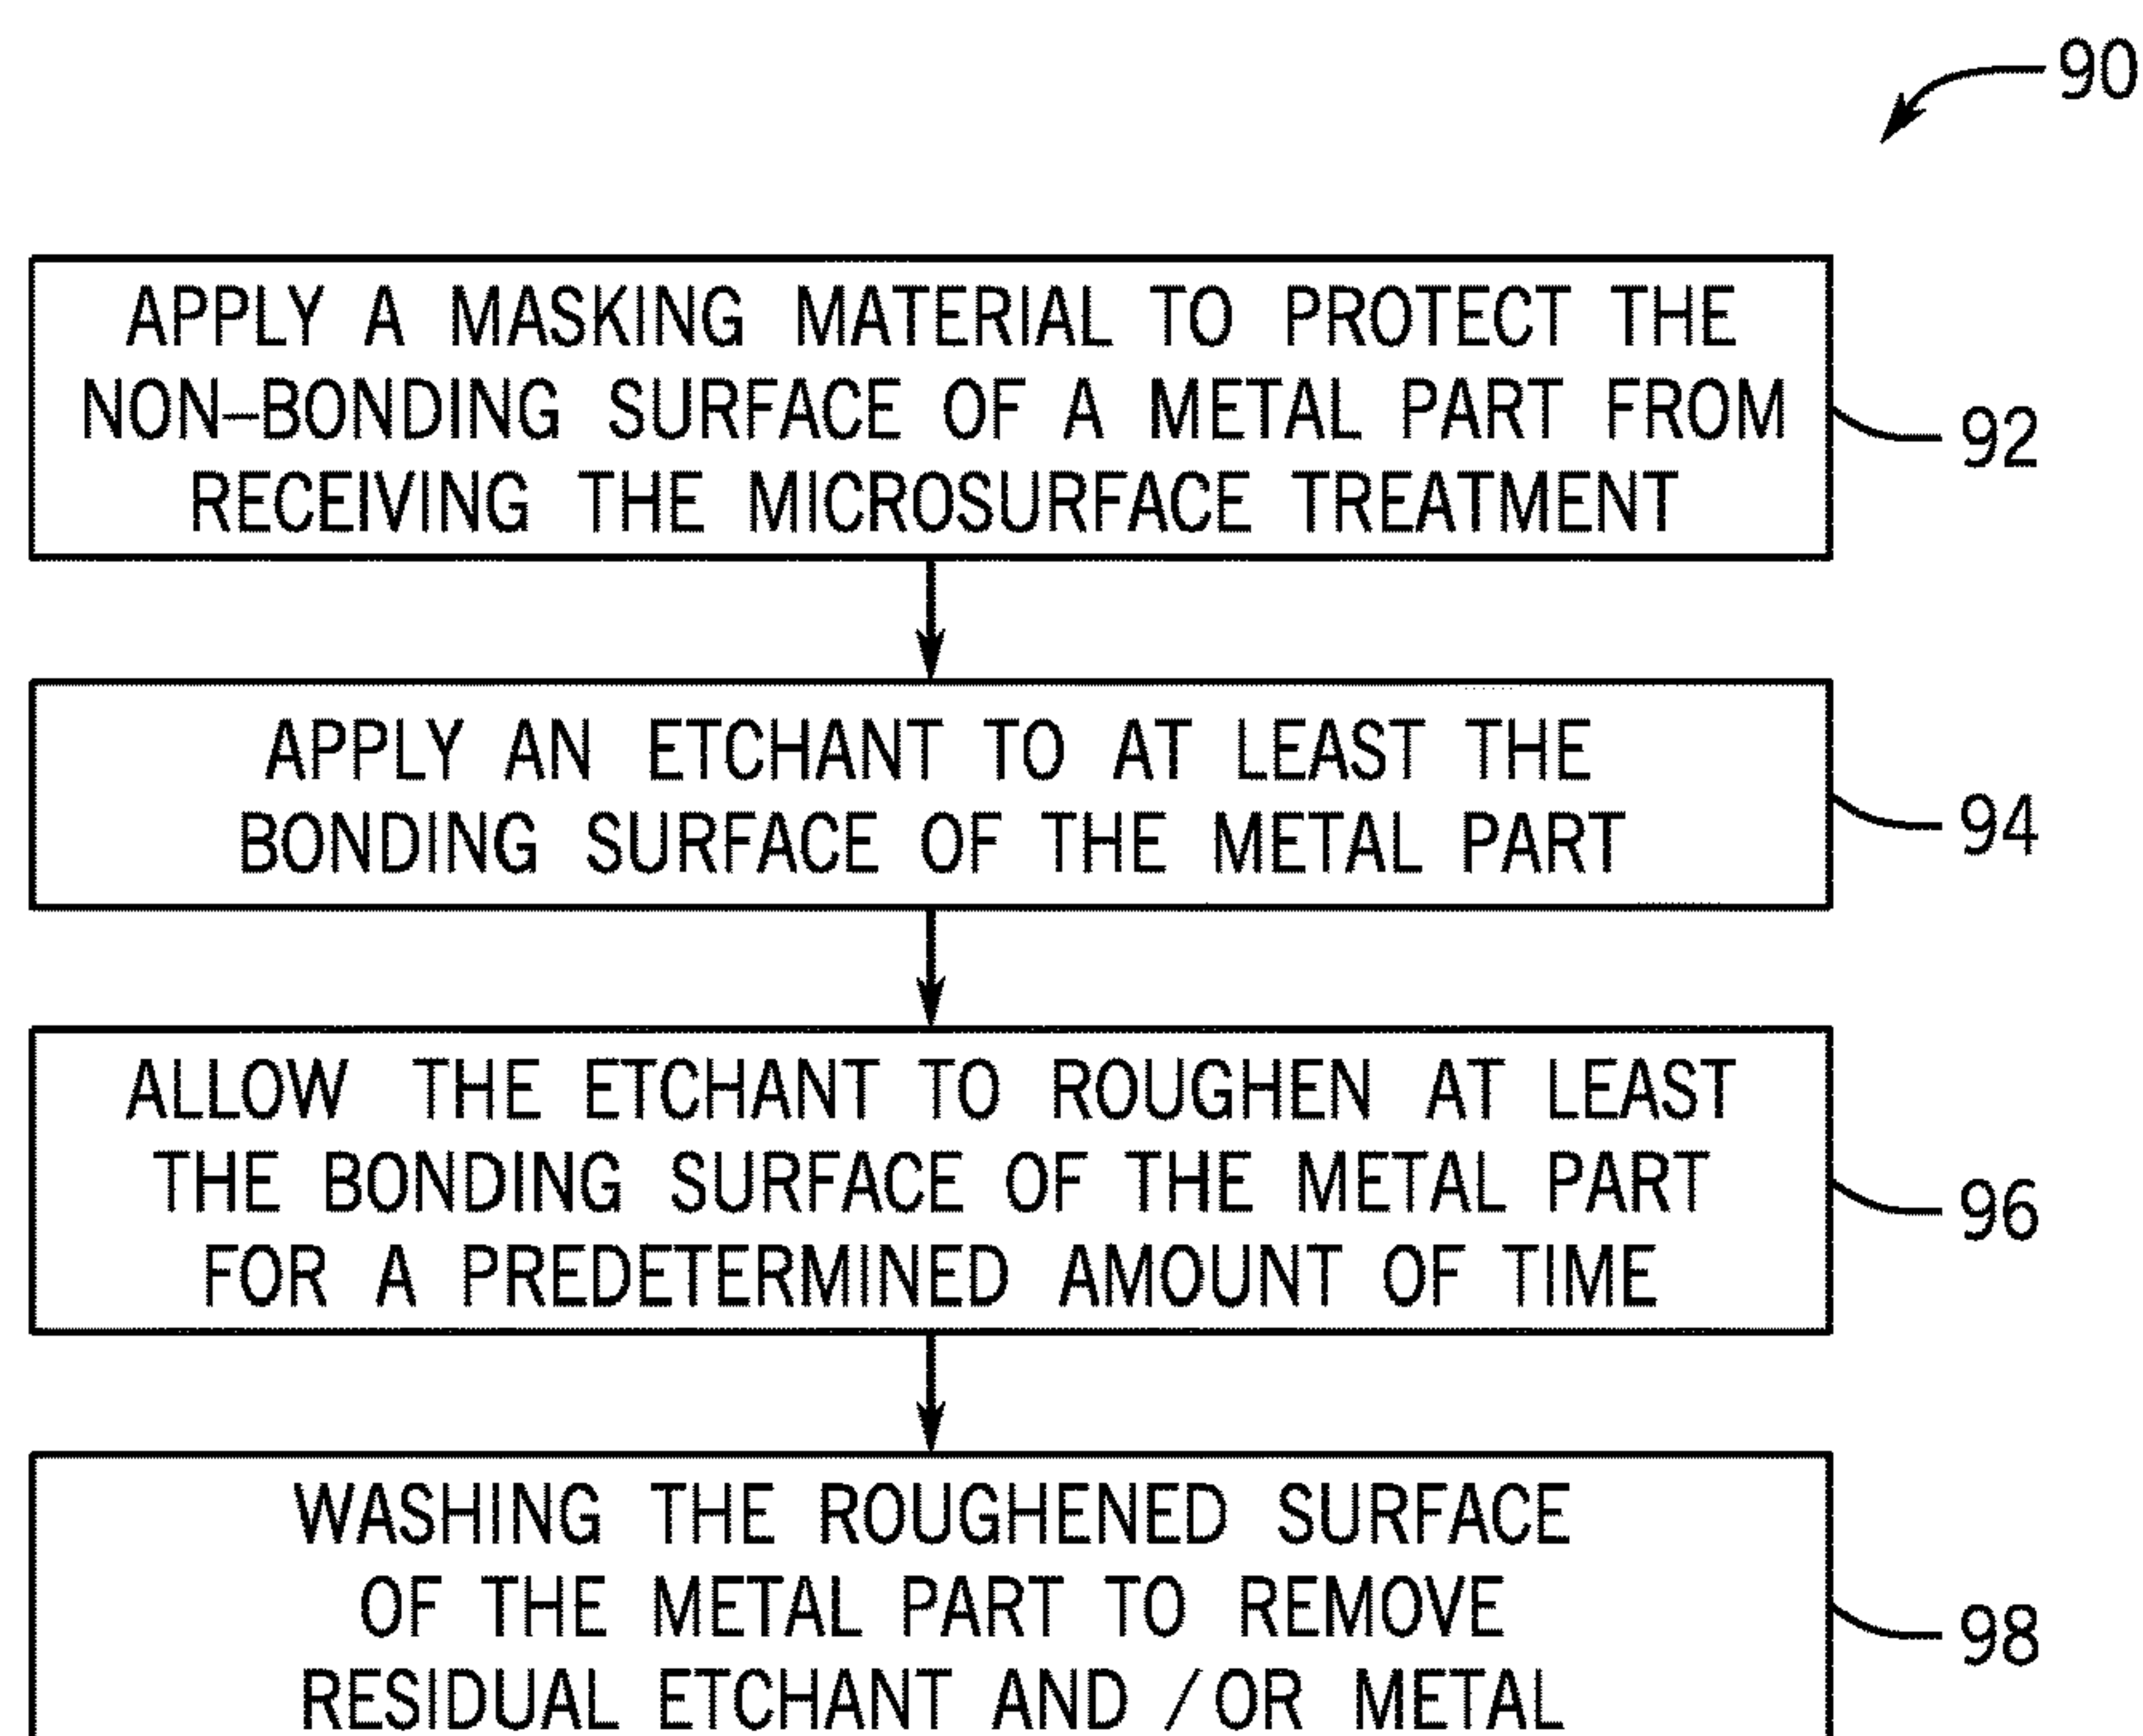 90
APPLY A MASKING MATERIAL TO PROTECT THE
NON-BONDING SURFACE OF A METAL PART FROM
RECEIVING THE MICROSURFACE TREATMENT
92
APPLY AN ETCHANT TO AT LEAST THE
BONDING SURFACE OF THE METAL PART
94
ALLOW THE ETCHANT TO ROUGHEN AT LEAST
THE BONDING SURFACE OF THE METAL PART
FOR A PREDETERMINED AMOUNT OF TIME
96
WASHING THE ROUGHENED SURFACE
OF THE METAL PART TO REMOVE
RESIDUAL ETCHANT AND /OR METAL
98